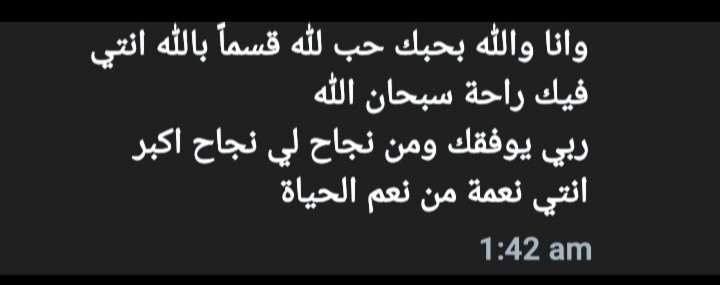 وانا والله بحبك حب لله قسماً بالله انتي
فيك راحة سبحان الله
ربي يوفقك ومن نجاح لي نجاح اكبر
انتي نعمة من نعم الحياة
1:42 am